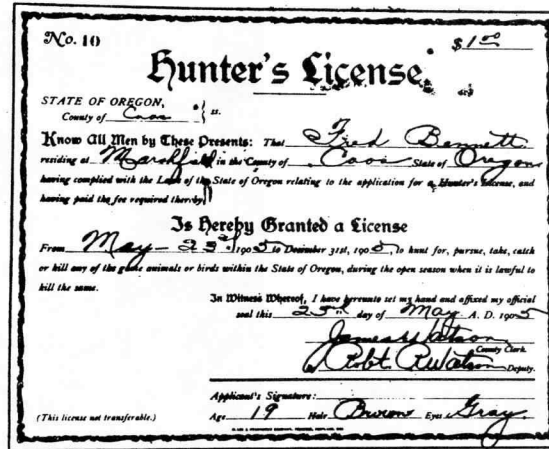 No. 10
$1.00
Hunter's License
STATE OF OREGON,
County of Coos ss.
Know All Men by These Presents: That Fred Bennett
residing at Marshfield in the County of Coos State of Oregon
having complied with the Laws of the State of Oregon relating to the application for a Hunter's License, and
having paid the fee required thereby,
Is Hereby Granted a License
From May - 25th 1905 to December 31st, 1905, to hunt for, pursue, take, catch
or kill any of the game animals or birds within the State of Oregon, during the open season when it is lawful to
kill the same.
In Witness Whereof, I have hereunto set my hand and affixed my official
seal this 25th day of May A. D. 1905
James Watson
County Clerk.
Robt. R Watson Deputy.
Applicant's Signature:
(This license not transferable.) Age 19 Hair Brown Eyes Gray.